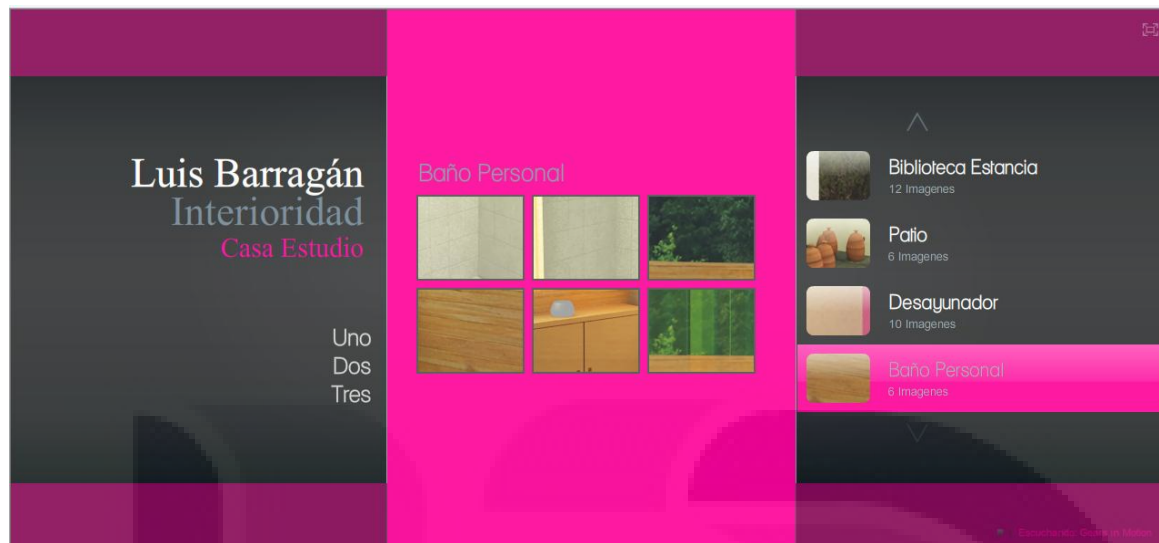 Luis Barragán
Interioridad
Casa Estudio
Uno
Dos
Tres
Baño Personal
Biblioteca Estancia
12 Imagenes
Patio
6 Imagenes
Desayunador
10 Imagenes
Baño Personal
6 Imagenes
Escuchando: